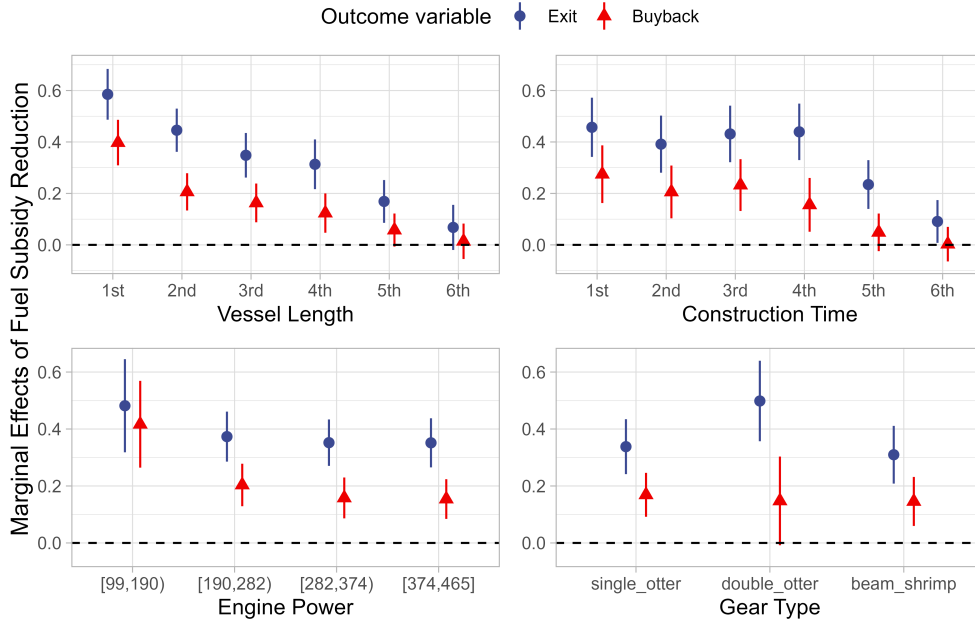 Outcome variable Exit Buyback
Marginal Effects of Fuel Subsidy Reduction
0.6
0.4
0.2
0.0
1st 2nd 3rd 4th 5th 6th
Vessel Length
0.6
0.4
0.2
0.0
1st 2nd 3rd 4th 5th 6th
Construction Time
0.6
0.4
0.2
0.0
[99,190) [190,282) [282,374) [374,465]
Engine Power
0.6
0.4
0.2
0.0
single_otter double_otter beam_shrimp
Gear Type